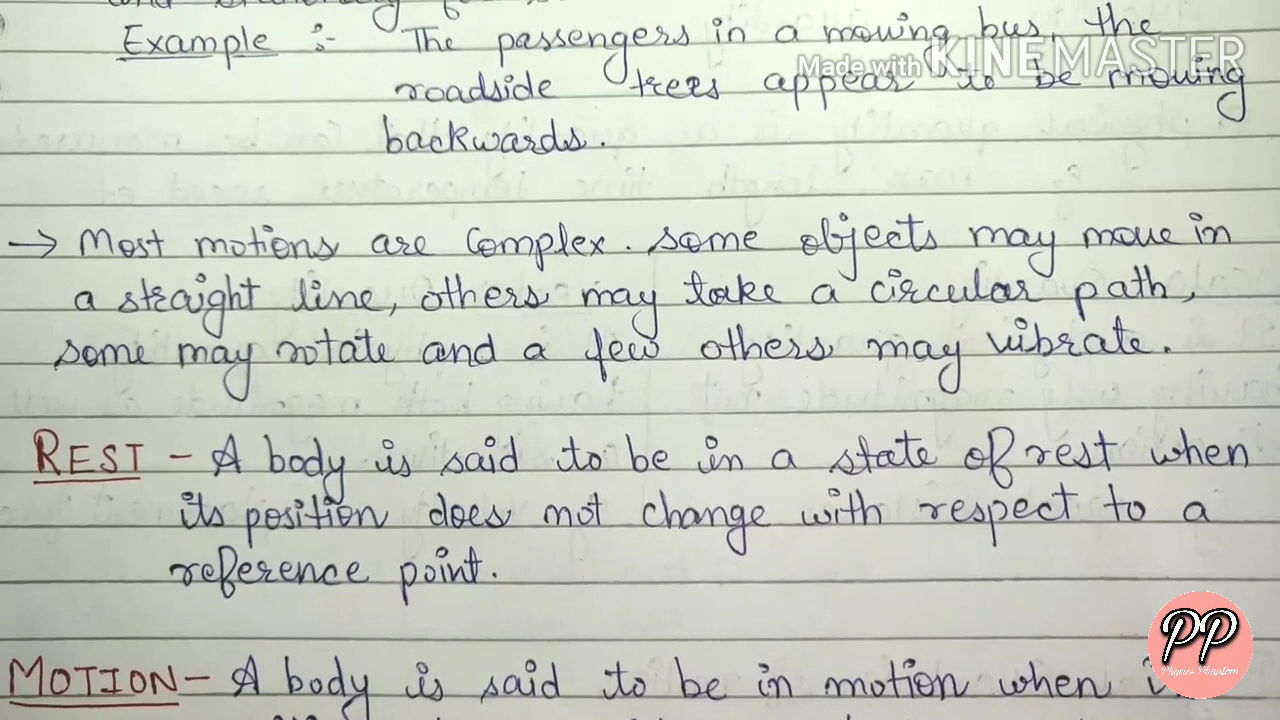 Example :- The passengers in a moving bus, the
Made with KINEMASTER
roadside trees appear to be moving
backwards.
→ Most motions are complex. Some objects may move in
a straight line, others may take a circular path,
some may rotate and a few others may vibrate.
REST - A body is said to be in a state of rest when
its position does not change with respect to a
reference point.
PP
Physics Phantom
MOTION - A body is said to be in motion when